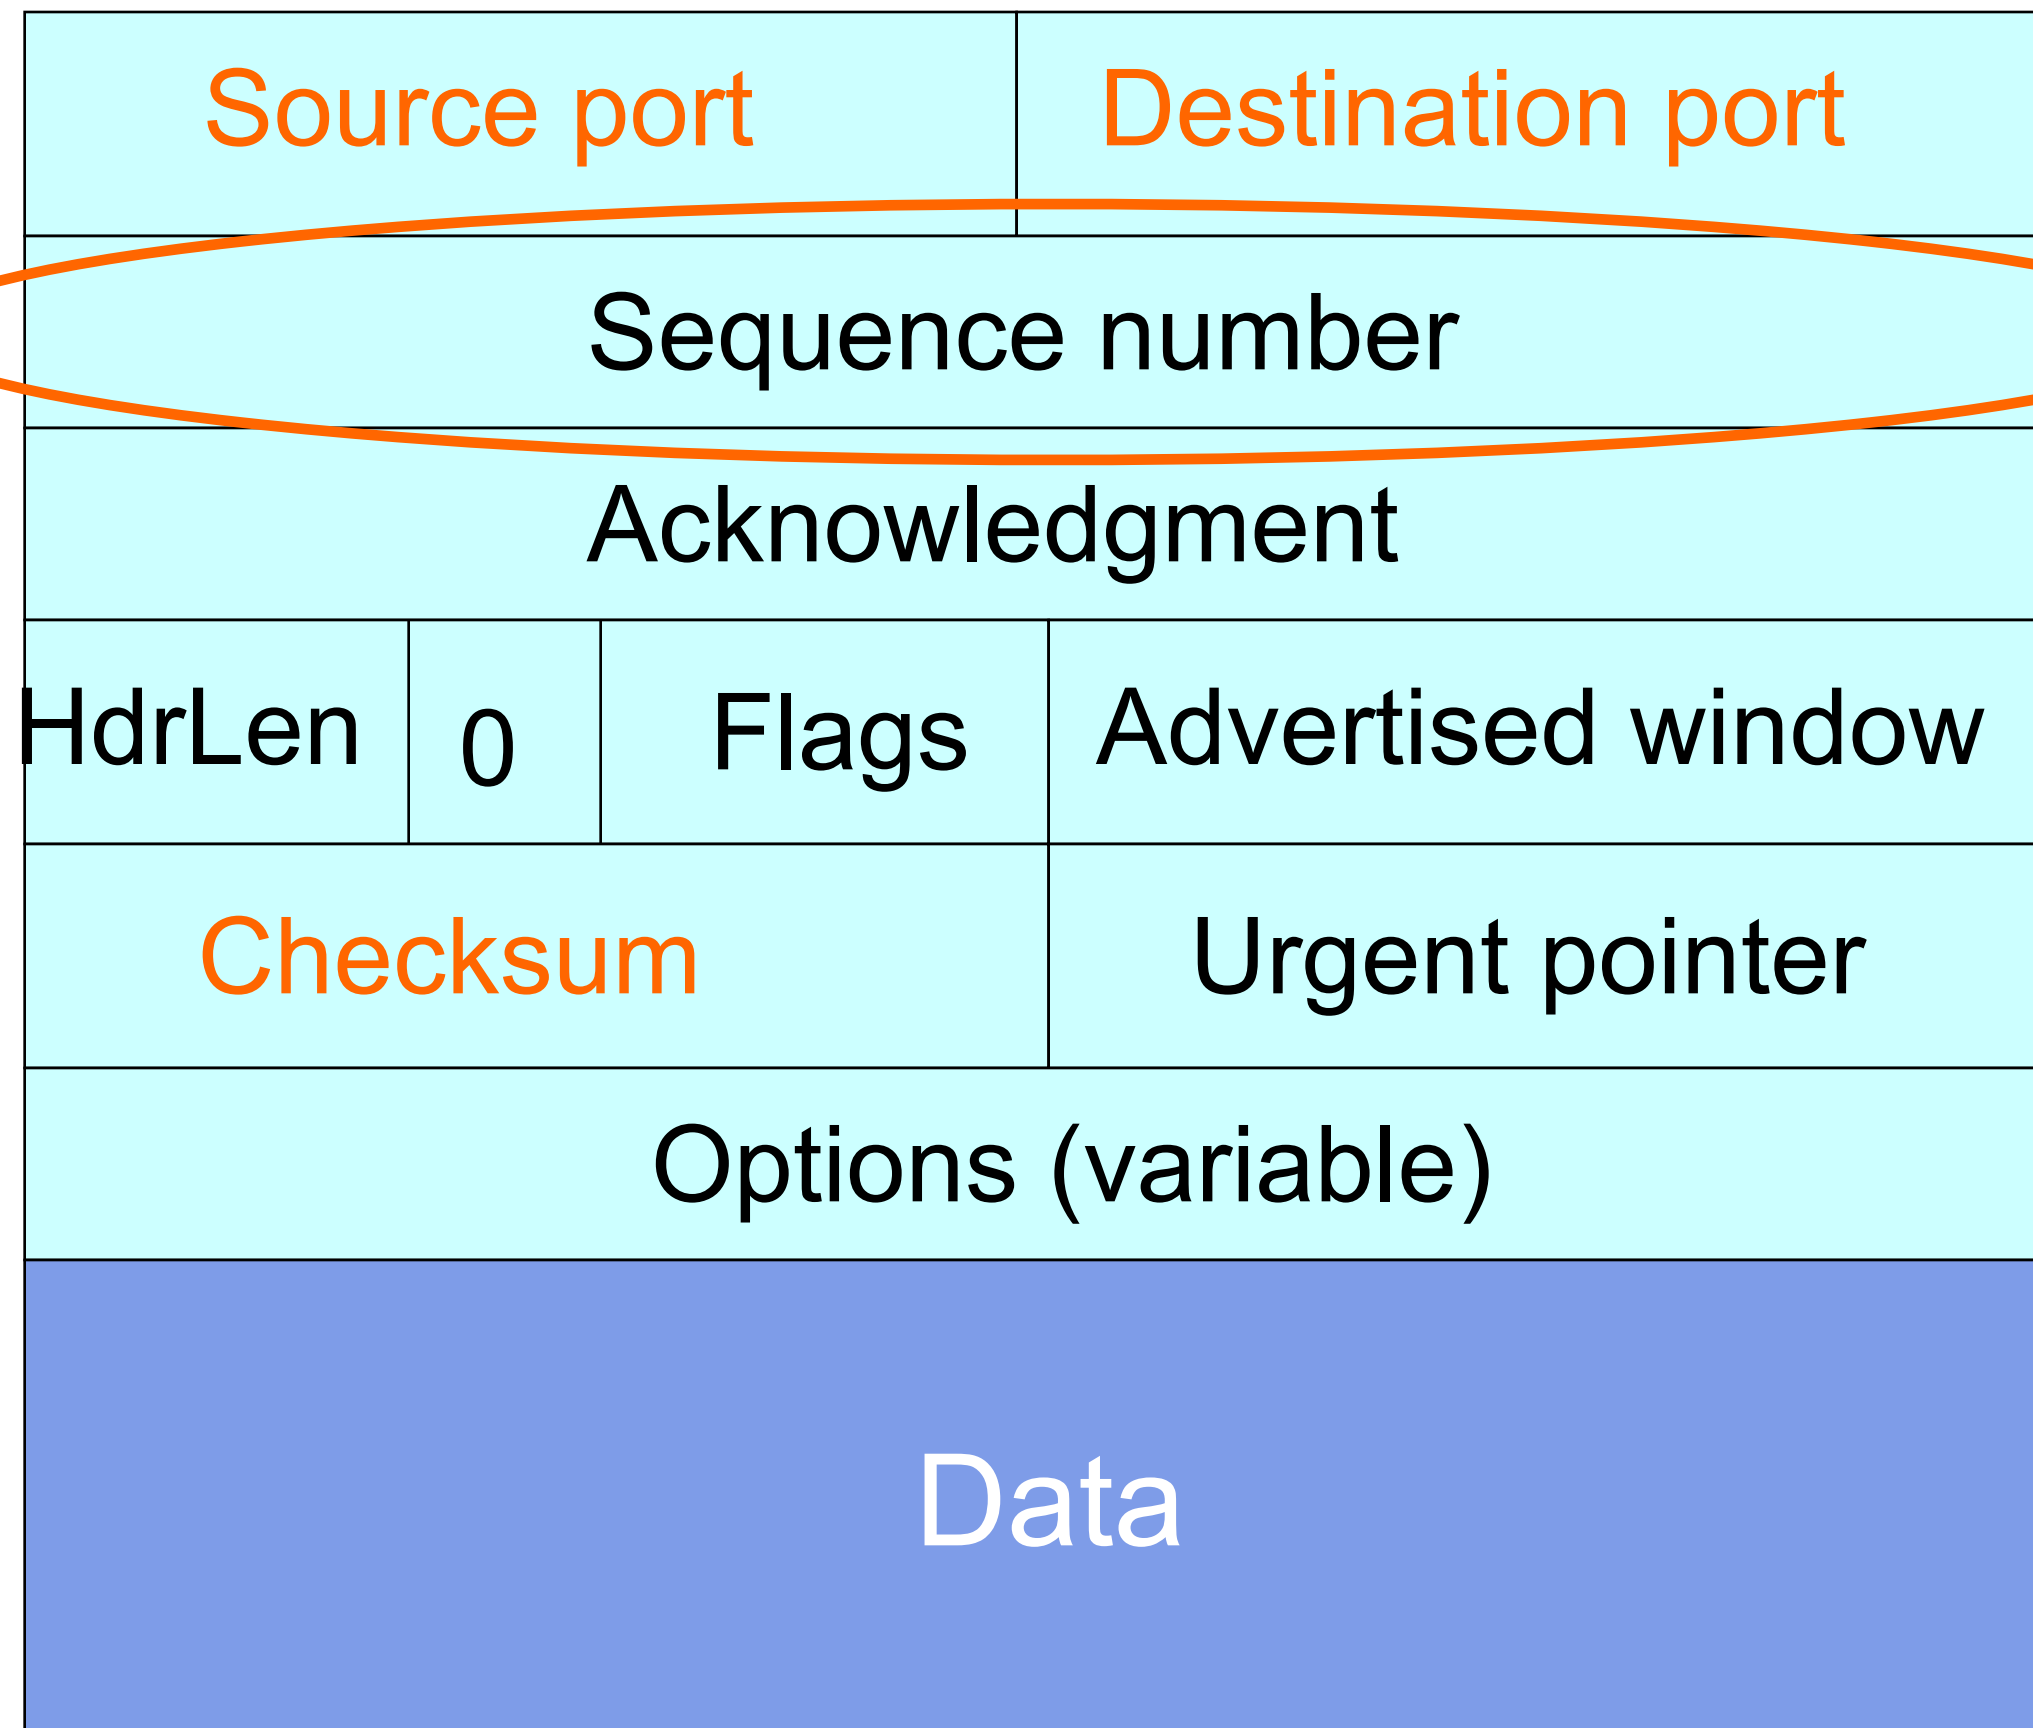 Source port Destination port
Sequence number
Acknowledgment
HdrLen 0 Flags Advertised window
Checksum Urgent pointer
Options (variable)
Data